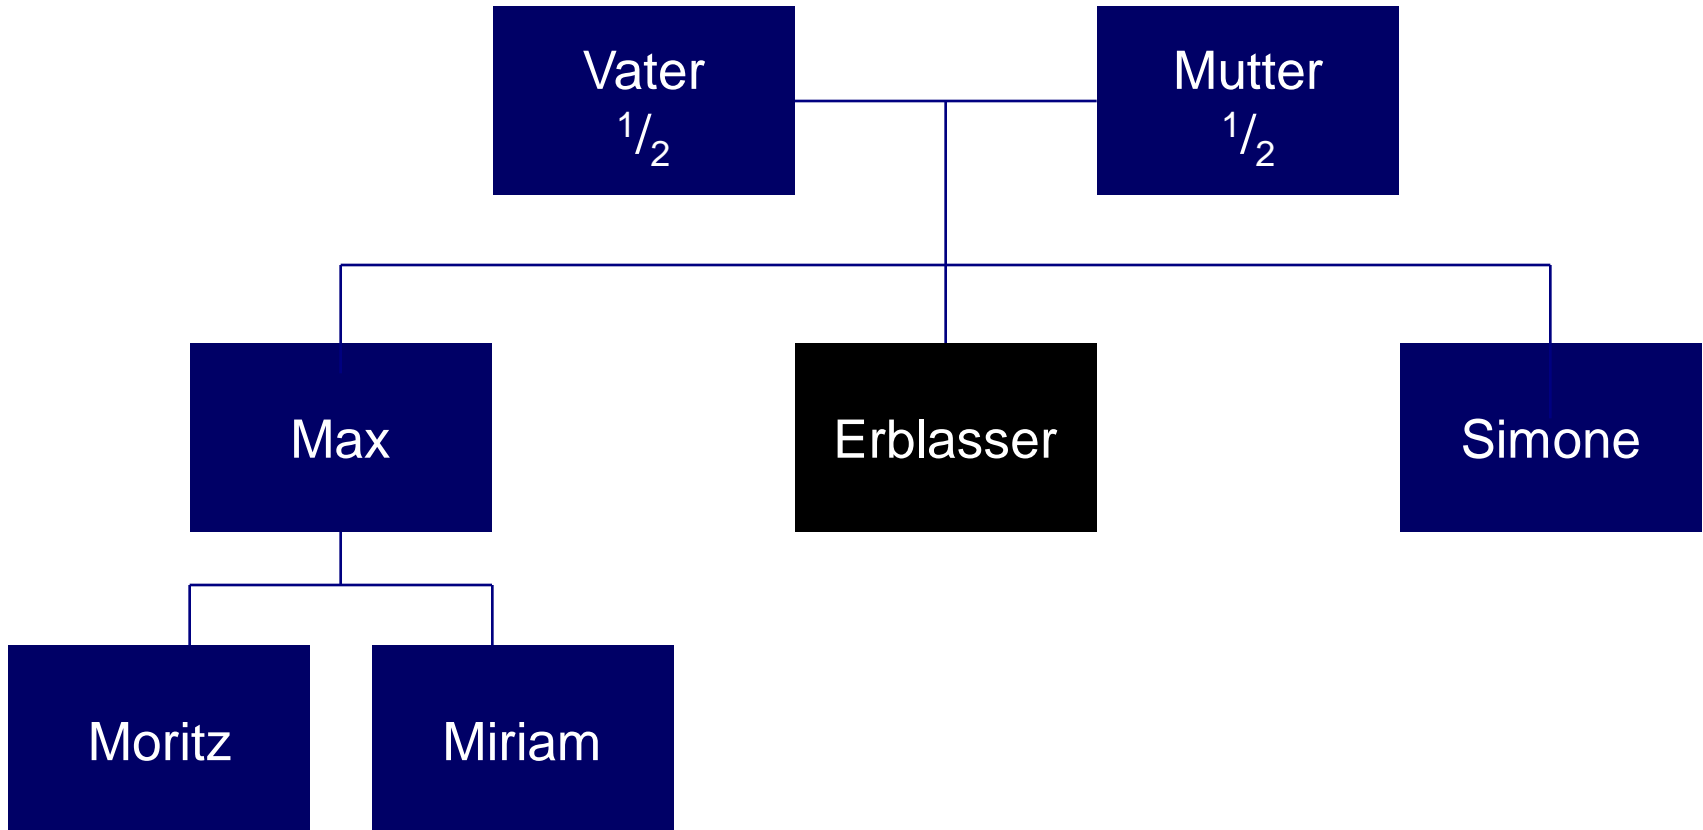 Vater
1/2
Mutter
1/2
Max
Erblasser
Simone
Moritz
Miriam